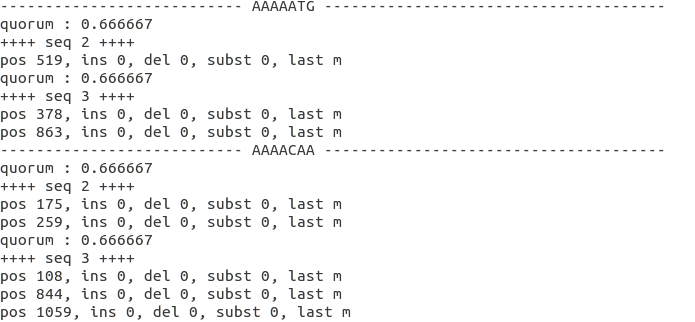 --------------------------- AAAAATG --------------------------------------
quorum : 0.666667
++++ seq 2 ++++
pos 519, ins 0, del 0, subst 0, last m
quorum : 0.666667
++++ seq 3 ++++
pos 378, ins 0, del 0, subst 0, last m
pos 863, ins 0, del 0, subst 0, last m
--------------------------- AAAACAA --------------------------------------
quorum : 0.666667
++++ seq 2 ++++
pos 175, ins 0, del 0, subst 0, last m
pos 259, ins 0, del 0, subst 0, last m
quorum : 0.666667
++++ seq 3 ++++
pos 108, ins 0, del 0, subst 0, last m
pos 844, ins 0, del 0, subst 0, last m
pos 1059, ins 0, del 0, subst 0, last m